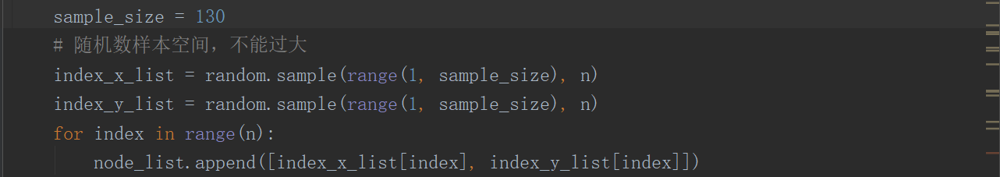 sample_size = 130
# 随机数样本空间，不能过大
index_x_list = random.sample(range(1, sample_size), n)
index_y_list = random.sample(range(1, sample_size), n)
for index in range(n):
    node_list.append([index_x_list[index], index_y_list[index]])